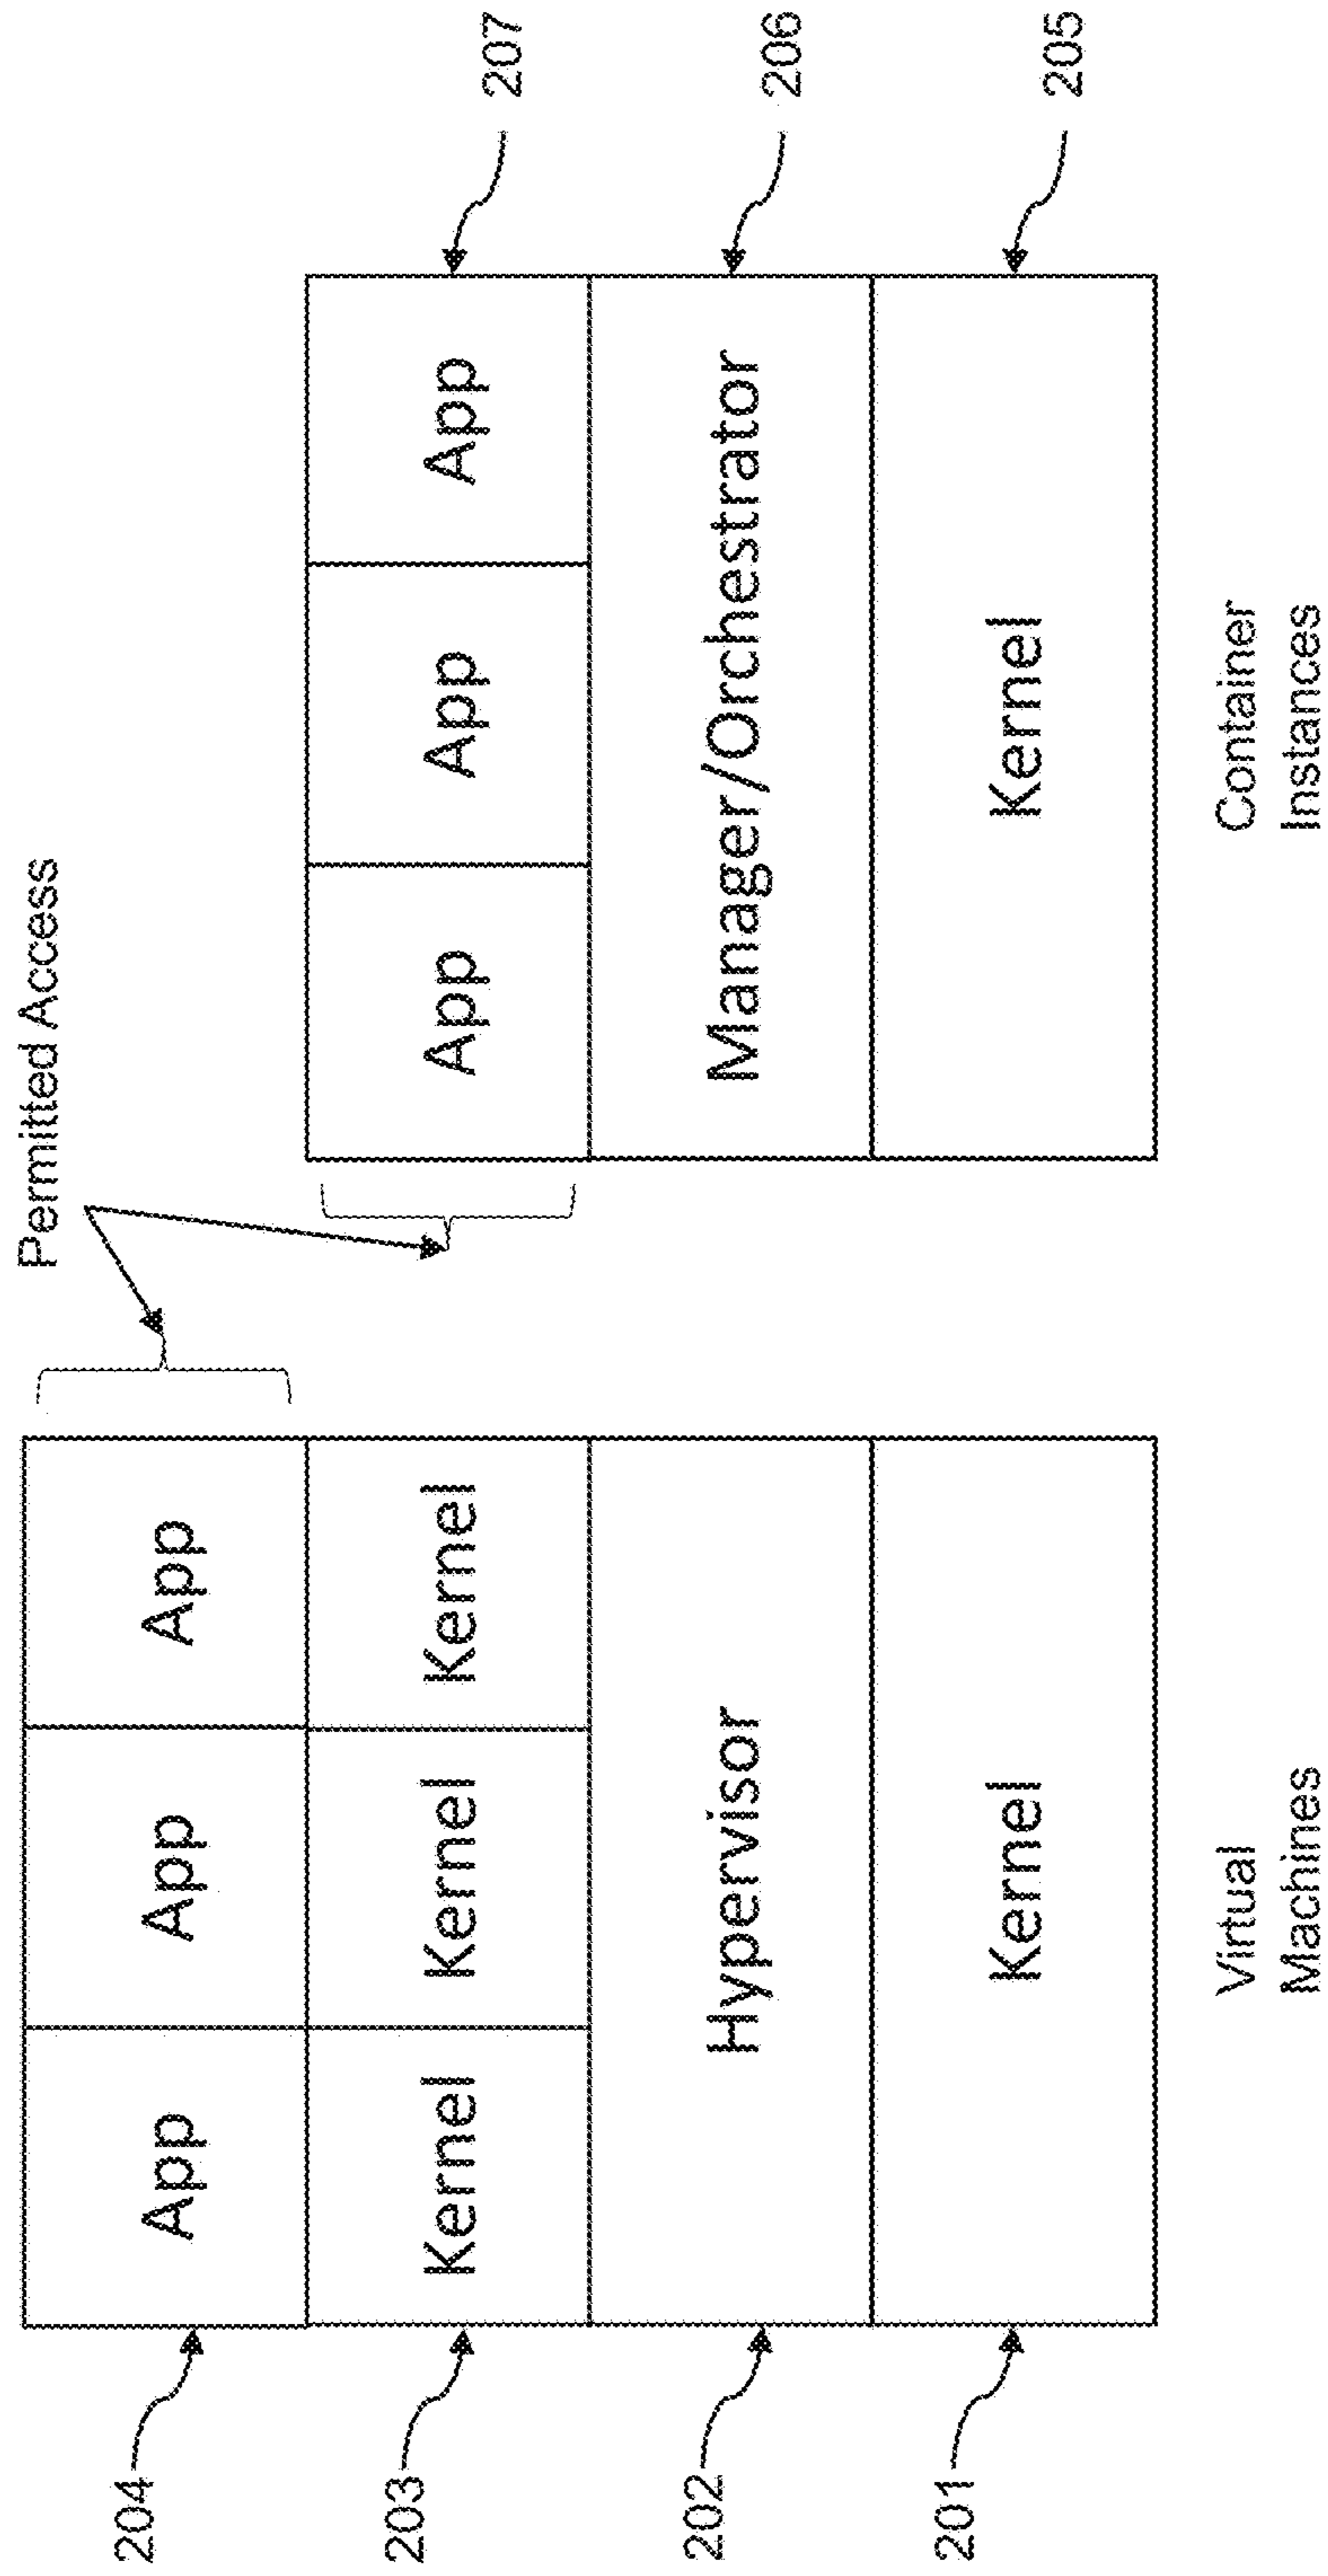 Permitted Access
204
App
App
App
203
Kernel
Kernel
Kernel
App
App
App
207
202
Hypervisor
Manager/Orchestrator
206
201
Kernel
Kernel
205
Virtual
Machines
Container
Instances